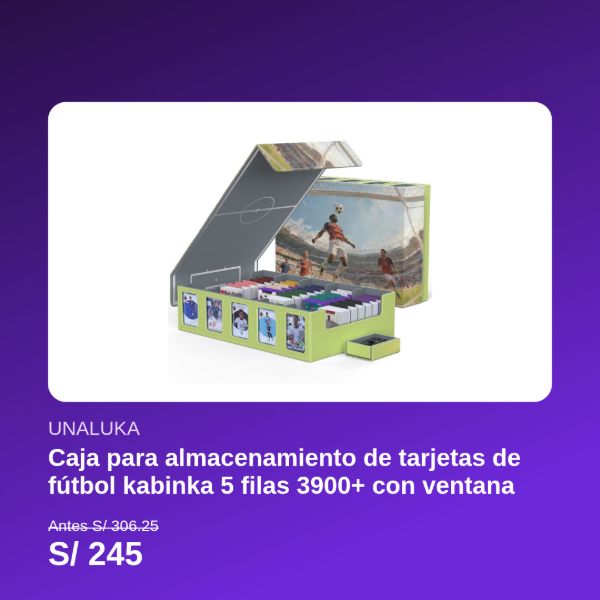 UNALUKA
Caja para almacenamiento de tarjetas de
fútbol kabinka 5 filas 3900+ con ventana
Antes S/ 306.25
S/ 245